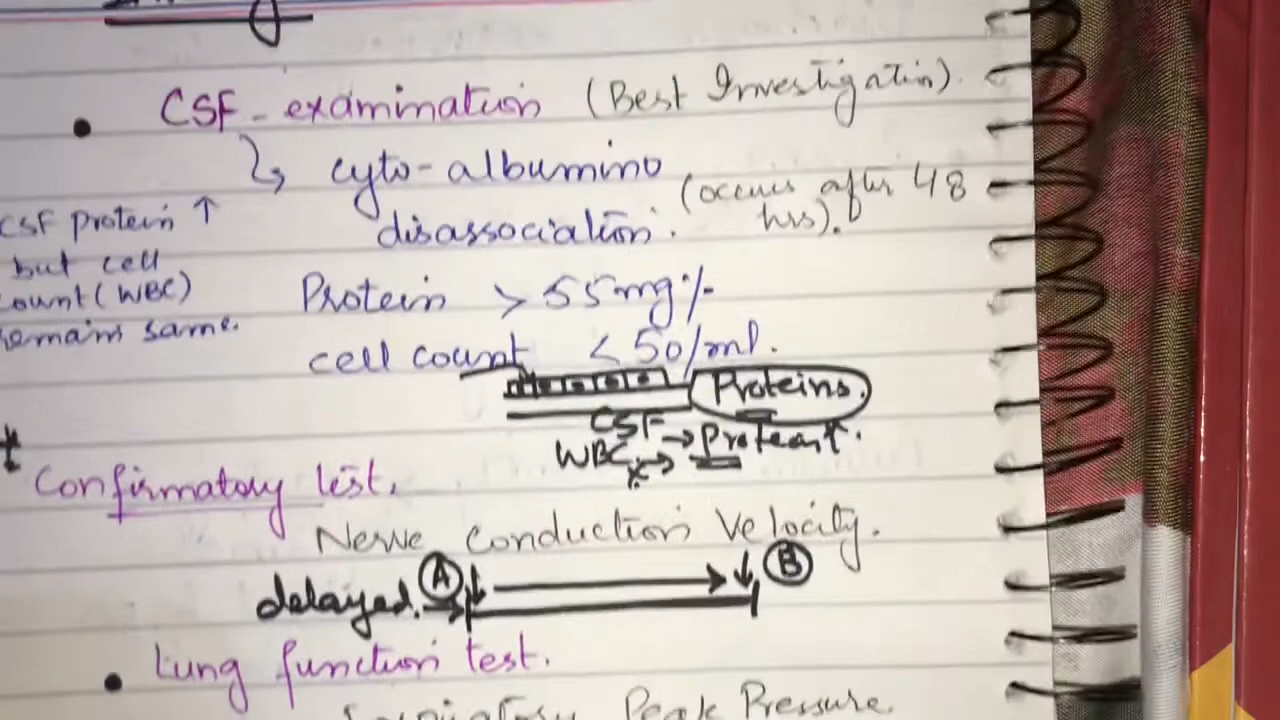 CSF - examination (Best Investigation).
cyto-albumino
disassociation. (occurs after 48 hrs).
CSF protein ↑
but cell
count (WBC)
remains same.
Protein > 55mg%
cell count < 50/ml.
Proteins.
CSF
WBC → Protein ↑.
Confirmatory test.
Nerve Conduction Velocity.
delayed. A B
Lung function test.
Peak Pressure.